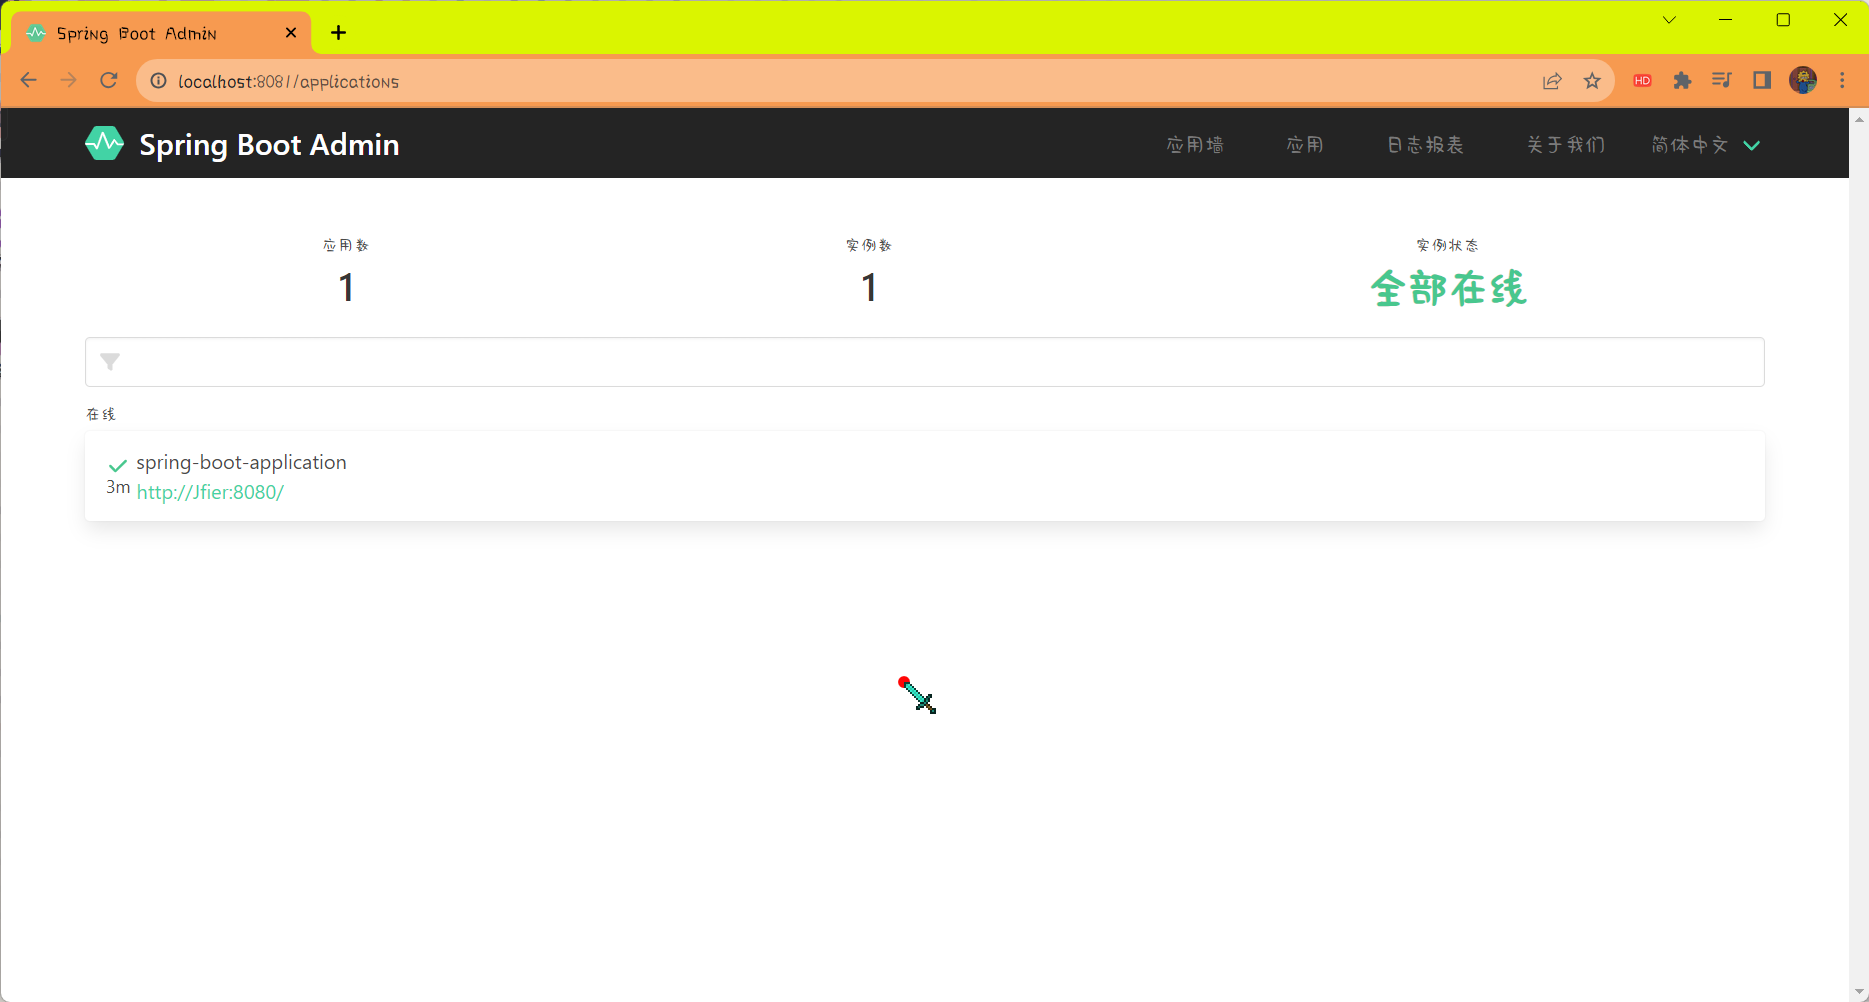 Spring Boot Admin
localhost:8081/applications
HD
Spring Boot Admin
应用墙 应用 日志报表 关于我们 简体中文
应用数 实例数 实例状态
1 1 全部在线
在线
spring-boot-application
3m http://Jfier:8080/